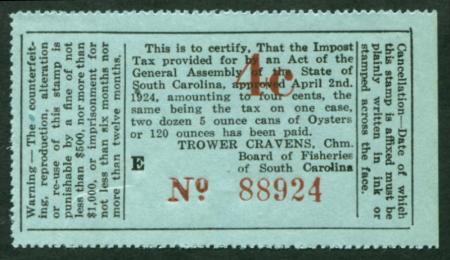 Warning—The counterfeit-
ing, reproduction, alteration
or re-use of this stamp is
punishable by a fine of not
less than $500, nor more than
$1,000, or imprisonment for
not less than six months nor
more than twelve months.
This is to certify, That the Impost
Tax provided for by an Act of the
General Assembly of the State of
South Carolina, approved April 2nd.
1924, amounting to four cents, the
same being the tax on one case,
two dozen 5 ounce cans of Oysters
or 120 ounces has been paid.
4c
TROWER CRAVENS, Chm.
Board of Fisheries
of South Carolina
E
No 88924
Cancellation—Date of which
this stamp is affixed must be
plainly written in ink or
stamped across the face.